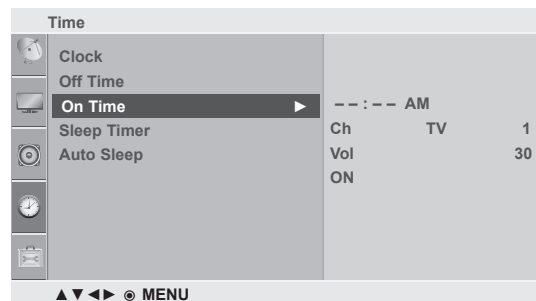 Time
Clock
Off Time
On Time ►
Sleep Timer
Auto Sleep
– – : – – AM
Ch TV 1
Vol 30
ON
▲▼◄► ◉ MENU